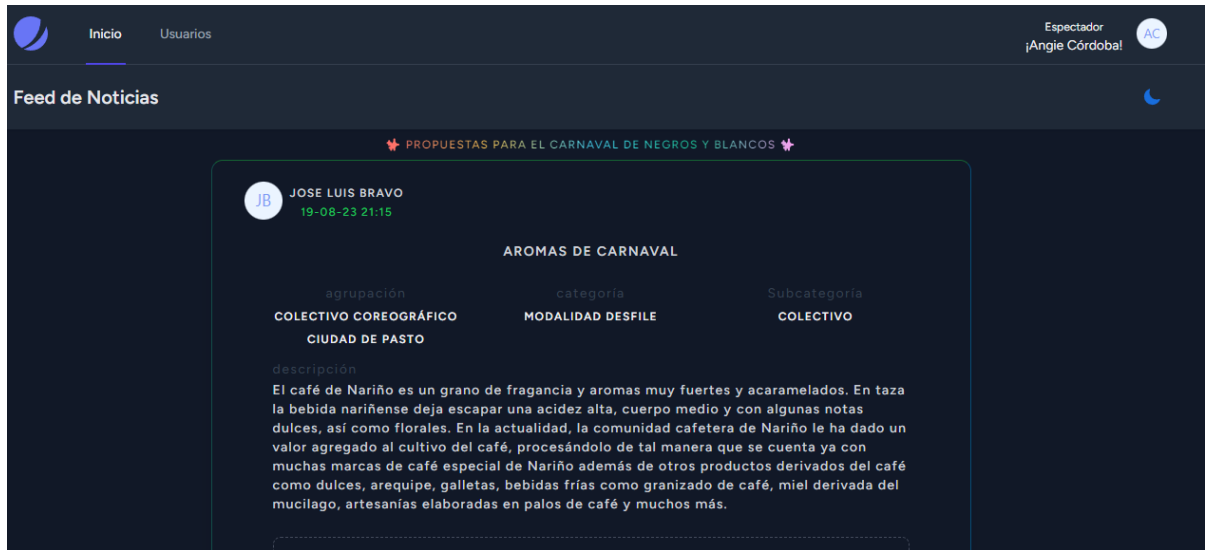 Inicio Usuarios
Espectador
¡Angie Córdoba!
AC
Feed de Noticias
PROPUESTAS PARA EL CARNAVAL DE NEGROS Y BLANCOS
JB
JOSE LUIS BRAVO
19-08-23 21:15
AROMAS DE CARNAVAL
agrupación categoría Subcategoría
COLECTIVO COREOGRÁFICO MODALIDAD DESFILE COLECTIVO
CIUDAD DE PASTO
descripción
El café de Nariño es un grano de fragancia y aromas muy fuertes y acaramelados. En taza
la bebida nariñense deja escapar una acidez alta, cuerpo medio y con algunas notas
dulces, así como florales. En la actualidad, la comunidad cafetera de Nariño le ha dado un
valor agregado al cultivo del café, procesándolo de tal manera que se cuenta ya con
muchas marcas de café especial de Nariño además de otros productos derivados del café
como dulces, arequipe, galletas, bebidas frías como granizado de café, miel derivada del
mucilago, artesanías elaboradas en palos de café y muchos más.